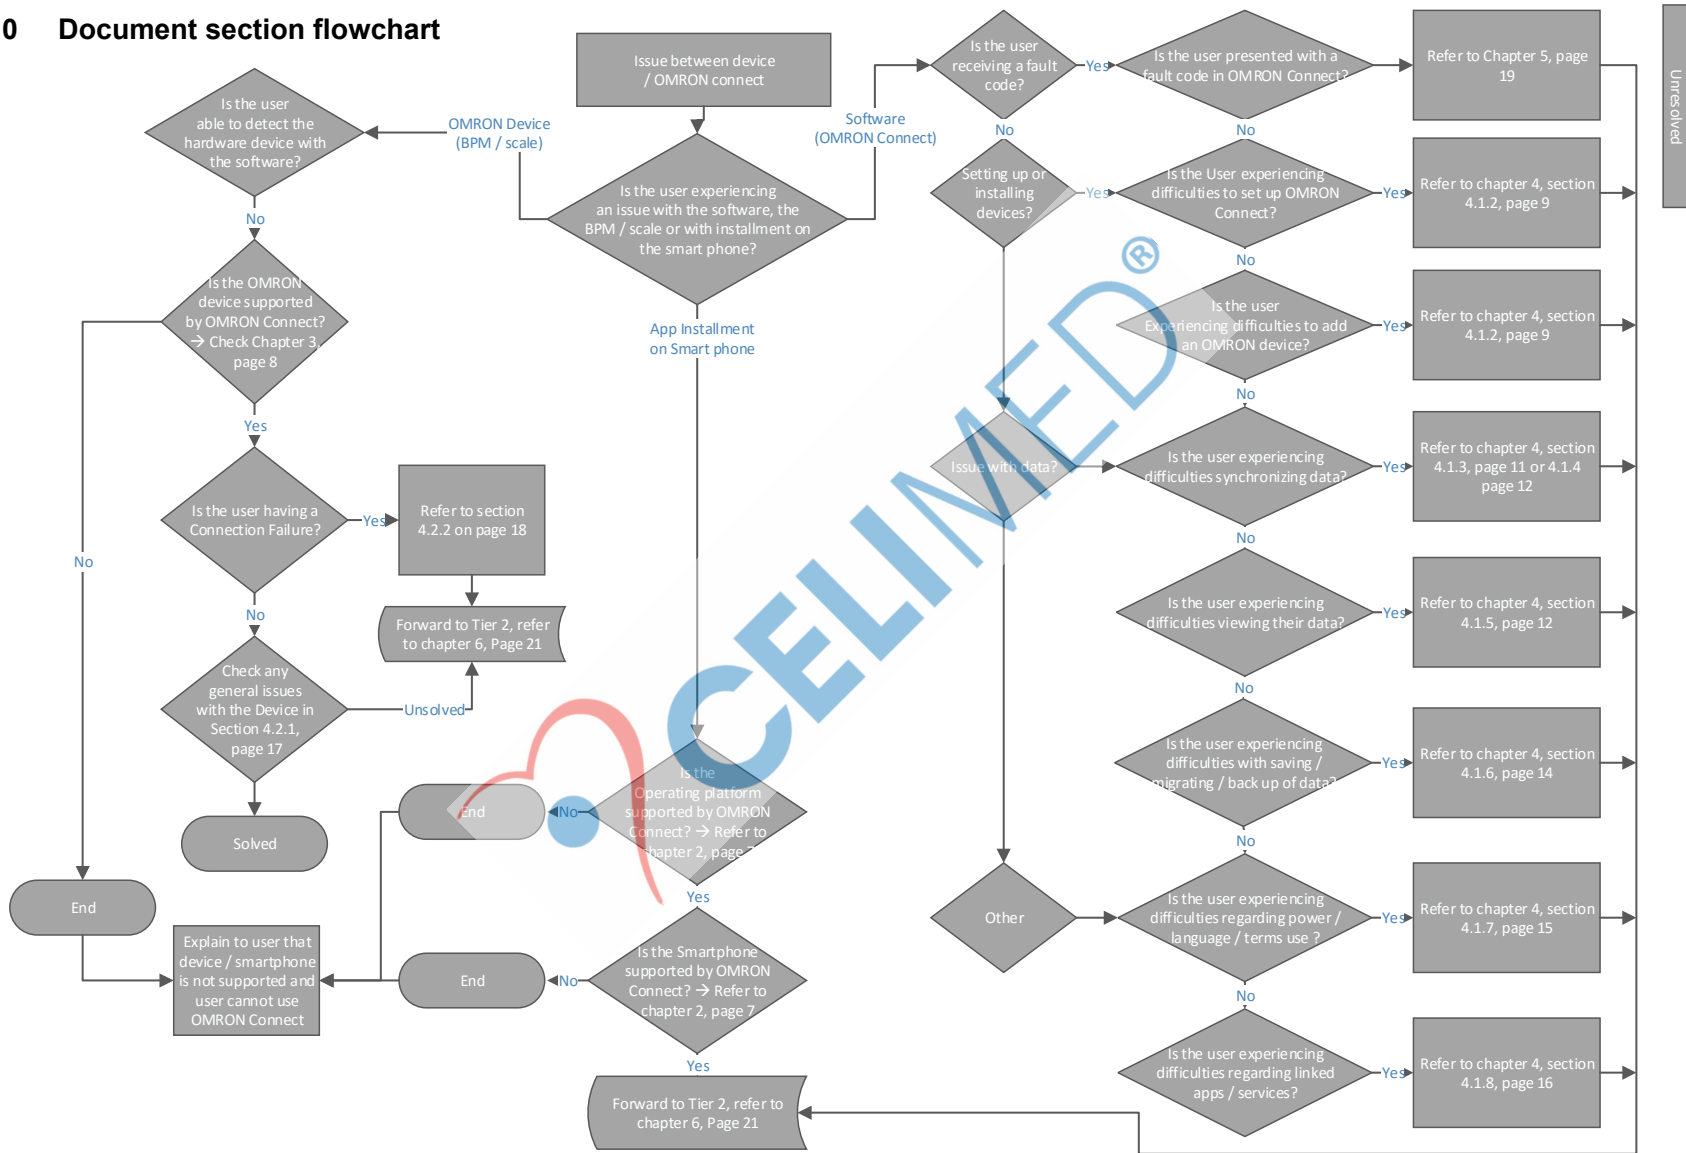 0 Document section flowchart
Issue between device
/ OMRON connect
Is the user
receiving a fault
code?
Yes
Is the user presented with a
fault code in OMRON Connect?
Refer to Chapter 5, page
19
Unresolved
Is the user
able to detect the
hardware device with
the software?
OMRON Device
(BPM / scale)
Software
(OMRON Connect)
No
No
Is the user experiencing
an issue with the software, the
BPM / scale or with installment on
the smart phone?
Setting up or
installing
devices?
Yes
Is the User experiencing
difficulties to set up OMRON
Connect?
Yes
Refer to chapter 4, section
4.1.2, page 9
No
No
Is the OMRON
device supported
by OMRON Connect?
→ Check Chapter 3,
page 8
App Installment
on Smart phone
Is the user
Experiencing difficulties to add
an OMRON device?
Yes
Refer to chapter 4, section
4.1.2, page 9
No
Yes
Issue with data?
Is the user experiencing
difficulties synchronizing data?
Yes
Refer to chapter 4, section
4.1.3, page 11 or 4.1.4
page 12
Is the user having a
Connection Failure?
Yes
Refer to section
4.2.2 on page 18
No
No
Is the user experiencing
difficulties viewing their data?
Yes
Refer to chapter 4, section
4.1.5, page 12
No
Forward to Tier 2, refer
to chapter 6, Page 21
Check any
general issues
with the Device in
Section 4.2.1,
page 17
Unsolved
No
Is the user experiencing
difficulties with saving /
migrating / back up of data?
Yes
Refer to chapter 4, section
4.1.6, page 14
Is the
Operating platform
supported by OMRON
Connect? → Refer to
chapter 2, page 7
No
End
Solved
No
Yes
End
Other
Is the user experiencing
difficulties regarding power /
language / terms use ?
Yes
Refer to chapter 4, section
4.1.7, page 15
Explain to user that
device / smartphone
is not supported and
user cannot use
OMRON Connect
End
No
Is the Smartphone
supported by OMRON
Connect? → Refer to
chapter 2, page 7
No
Yes
Is the user experiencing
difficulties regarding linked
apps / services?
Yes
Refer to chapter 4, section
4.1.8, page 16
Forward to Tier 2, refer to
chapter 6, Page 21
CELIMED®